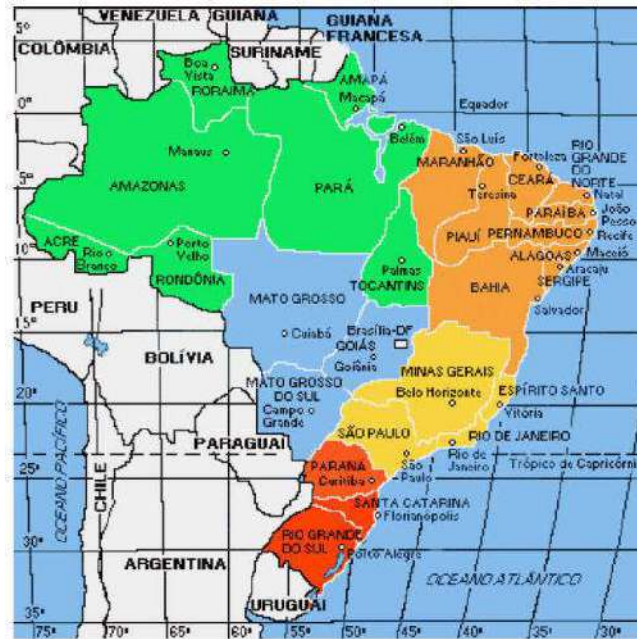 VENEZUELA
GUIANA
GUIANA
FRANCESA
COLÔMBIA
SURINAME
Boa
Vista
RORAIMA
AMAPÁ
Macapá
Equador
5°
0°
5°
10°
15°
20°
25°
30°
35°
Belém
São Luís
Fortaleza
RIO
GRANDE
DO
NORTE
Manaus
MARANHÃO
CEARA
Teresina
Natal
AMAZONAS
PARÁ
PARAÍBA
João
Pesso
PIAUÍ
PERNAMBUCO
Recife
ACRE
Rio
Branco
Porto
Velho
ALAGOAS
Maceió
Aracaju
SERGIPE
RONDÔNIA
Palmas
TOCANTINS
BAHIA
Salvador
PERU
MATO GROSSO
Cuiabá
Brasília-DF
GOIÁS
Goiânia
BOLÍVIA
MINAS GERAIS
MATO GROSSO
DO SUL
Campo
Grande
Belo Horizonte
ESPÍRITO SANTO
Vitória
PARAGUAI
SÃO PAULO
RIO DE JANEIRO
Rio de
Janeiro
São
Paulo
Trópico de Capricórni
OCEANO PACÍFICO
CHILE
PARANÁ
Curitiba
SANTA CATARINA
Florianópolis
RIO GRANDE
DO SUL
Porto Alegre
ARGENTINA
OCEANO ATLÂNTICO
URUGUAI
75° 70° 65° 60° 55° 50° 45° 40° 35° 30°